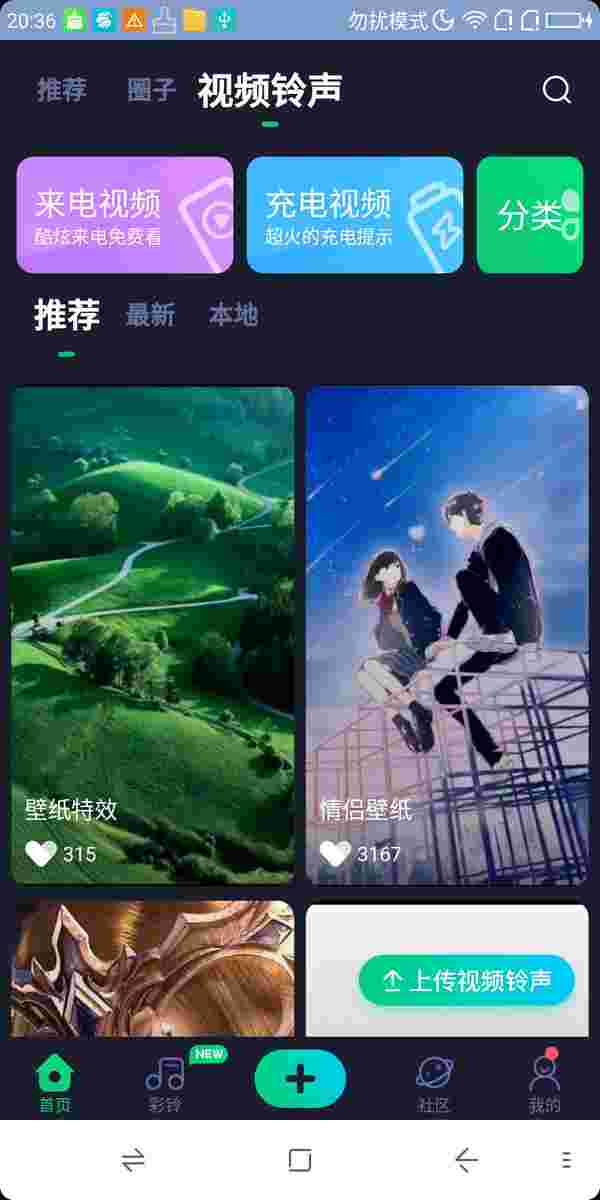 20:36 勿扰模式
推荐 圈子 视频铃声
来电视频
酷炫来电免费看
充电视频
超火的充电提示
分类
推荐 最新 本地
壁纸特效
315
情侣壁纸
3167
上传视频铃声
首页
彩铃
NEW
社区
我的